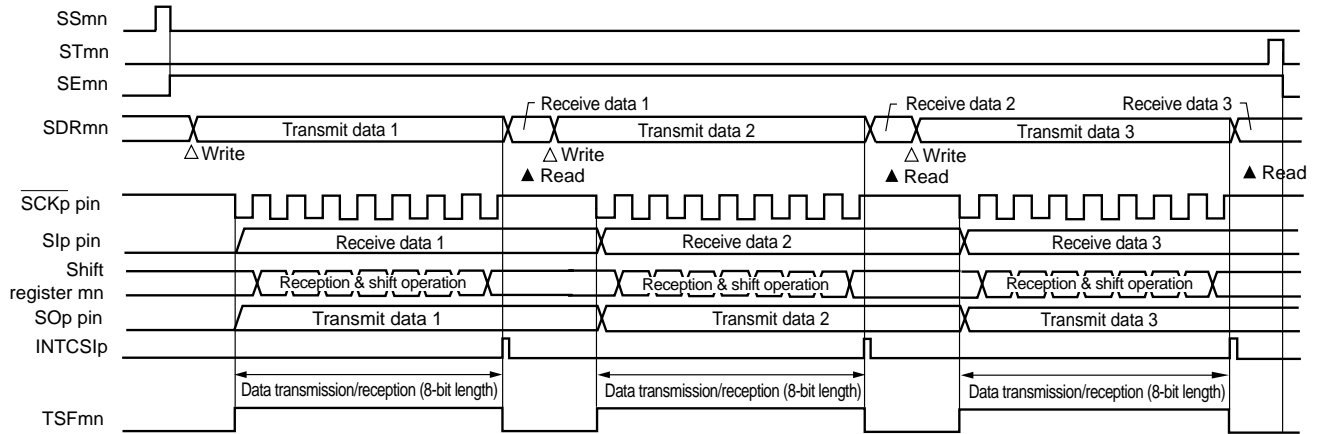 SSmn
STmn
SEmn
Receive data 1
Receive data 2
Receive data 3
SDRmn
Transmit data 1
Transmit data 2
Transmit data 3
△Write
△ Write
△ Write
▲ Read
▲ Read
▲ Read
SCKp pin
SIp pin
Receive data 1
Receive data 2
Receive data 3
Shift
register mn
Reception & shift operation
Reception & shift operation
Reception & shift operation
SOp pin
Transmit data 1
Transmit data 2
Transmit data 3
INTCSIp
Data transmission/reception (8-bit length)
Data transmission/reception (8-bit length)
Data transmission/reception (8-bit length)
TSFmn